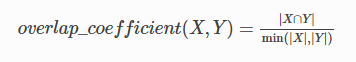 overlap_coefficient(X, Y) = |X∩Y| / min(|X|,|Y|)